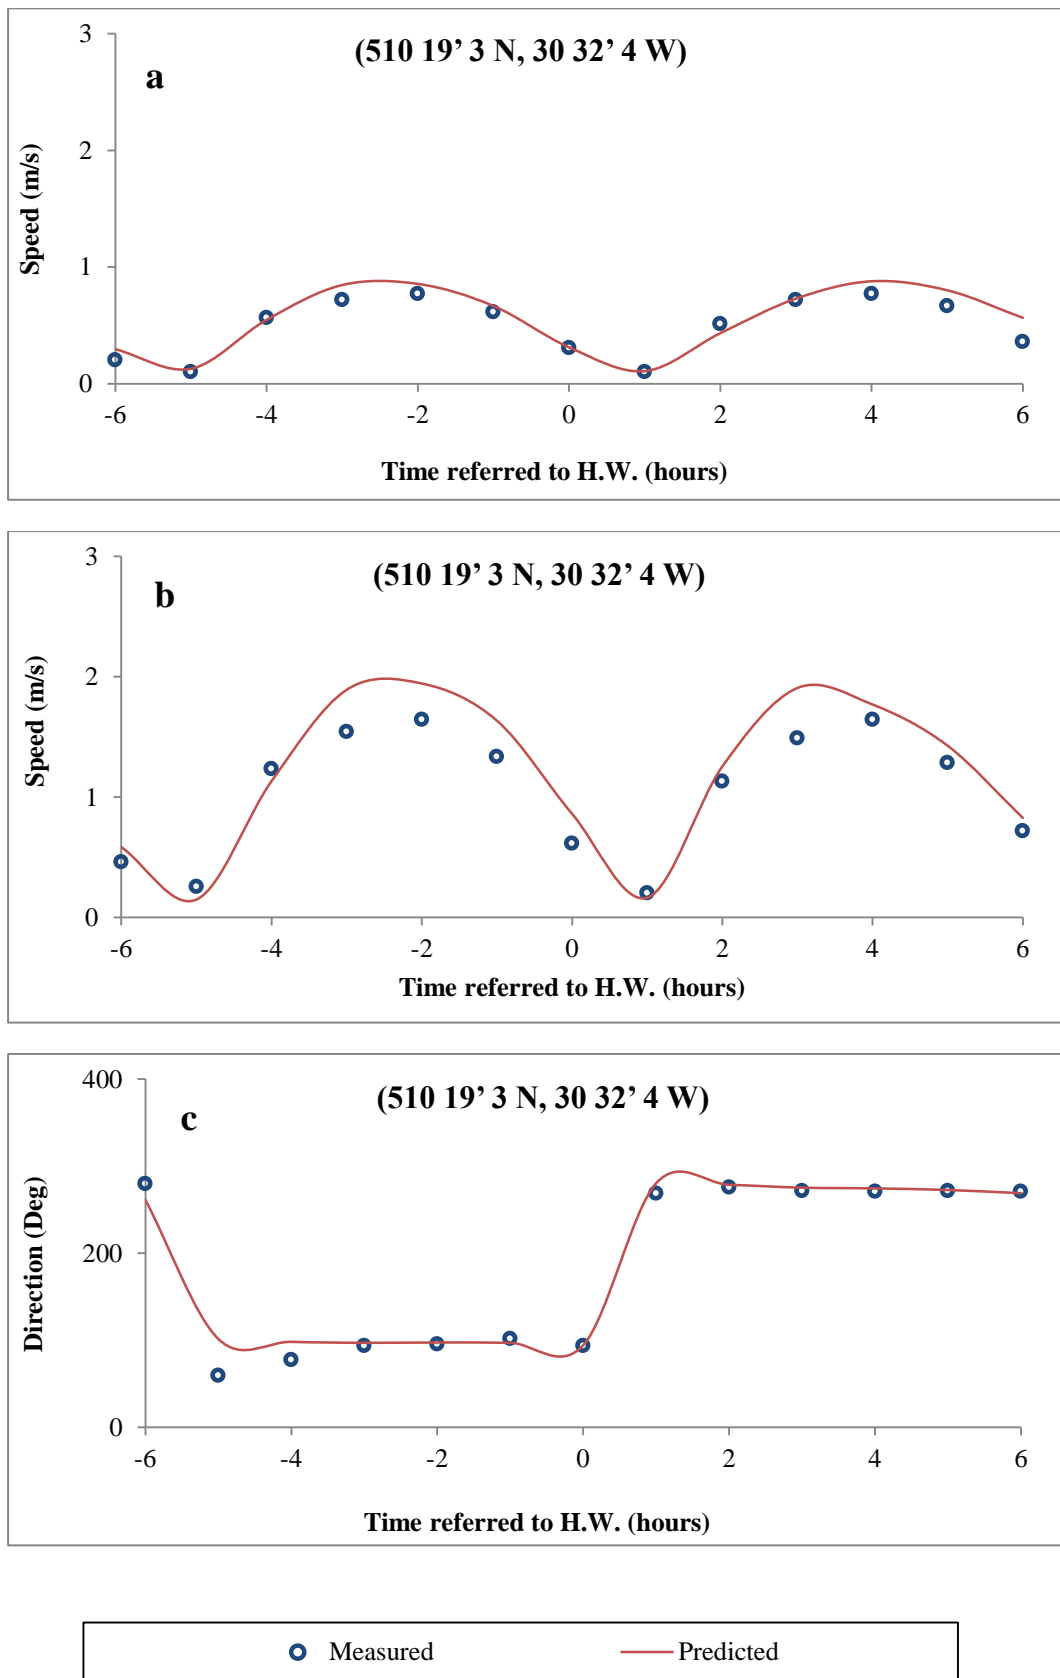 (510 19’ 3 N, 30 32’ 4 W)
a
3
2
1
0
Speed (m/s)
-6 -4 -2 0 2 4 6
Time referred to H.W. (hours)
(510 19’ 3 N, 30 32’ 4 W)
b
3
2
1
0
Speed (m/s)
-6 -4 -2 0 2 4 6
Time referred to H.W. (hours)
(510 19’ 3 N, 30 32’ 4 W)
c
400
200
0
Direction (Deg)
-6 -4 -2 0 2 4 6
Time referred to H.W. (hours)
Measured Predicted